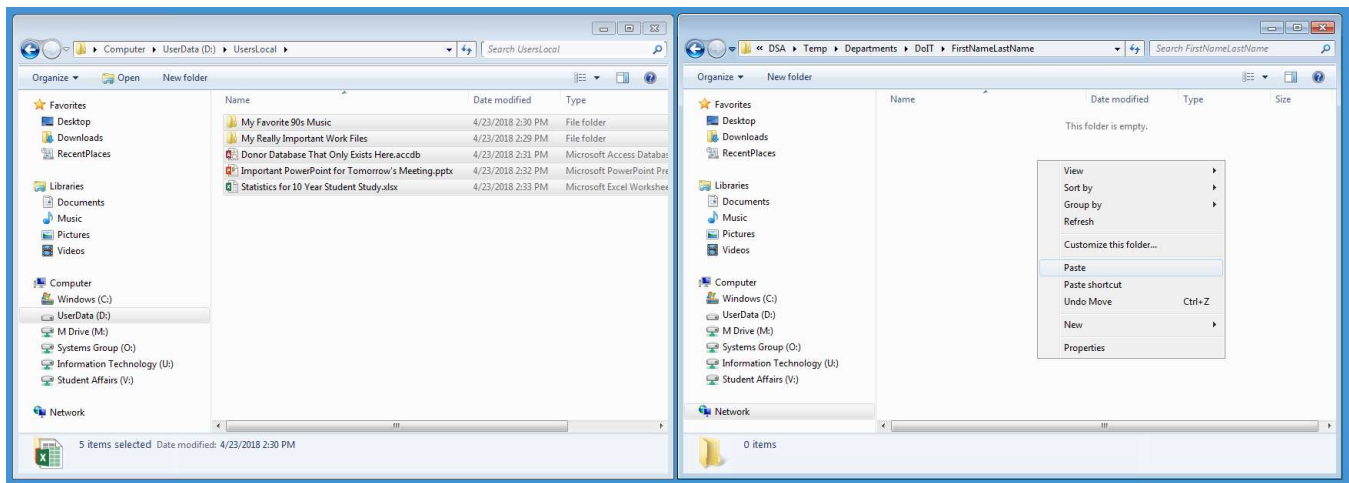 Computer ▸ UserData (D:) ▸ UsersLocal ▸
Search UsersLocal
Organize Open New folder
Name Date modified Type
Favorites
Desktop
Downloads
RecentPlaces
Libraries
Documents
Music
Pictures
Videos
Computer
Windows (C:)
UserData (D:)
M Drive (M:)
Systems Group (O:)
Information Technology (U:)
Student Affairs (V:)
Network
My Favorite 90s Music 4/23/2018 2:30 PM File folder
My Really Important Work Files 4/23/2018 2:29 PM File folder
Donor Database That Only Exists Here.accdb 4/23/2018 2:31 PM Microsoft Access Databas
Important PowerPoint for Tomorrow's Meeting.pptx 4/23/2018 2:32 PM Microsoft PowerPoint Pre
Statistics for 10 Year Student Study.xlsx 4/23/2018 2:33 PM Microsoft Excel Workshee
5 items selected Date modified: 4/23/2018 2:30 PM
« DSA ▸ Temp ▸ Departments ▸ DoIT ▸ FirstNameLastName
Search FirstNameLastName
Organize New folder
Name Date modified Type Size
Favorites
Desktop
Downloads
RecentPlaces
Libraries
Documents
Music
Pictures
Videos
Computer
Windows (C:)
UserData (D:)
M Drive (M:)
Systems Group (O:)
Information Technology (U:)
Student Affairs (V:)
Network
This folder is empty.
View
Sort by
Group by
Refresh
Customize this folder...
Paste
Paste shortcut
Undo Move Ctrl+Z
New
Properties
0 items